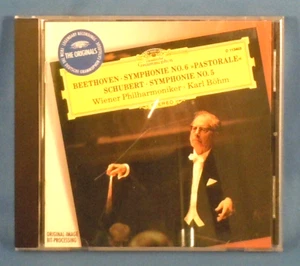 THE ORIGINALS
BEETHOVEN · SYMPHONIE NO. 6 «PASTORALE»
SCHUBERT · SYMPHONIE NO. 5
Wiener Philharmoniker · Karl Böhm
ORIGINAL-IMAGE
BIT-PROCESSING